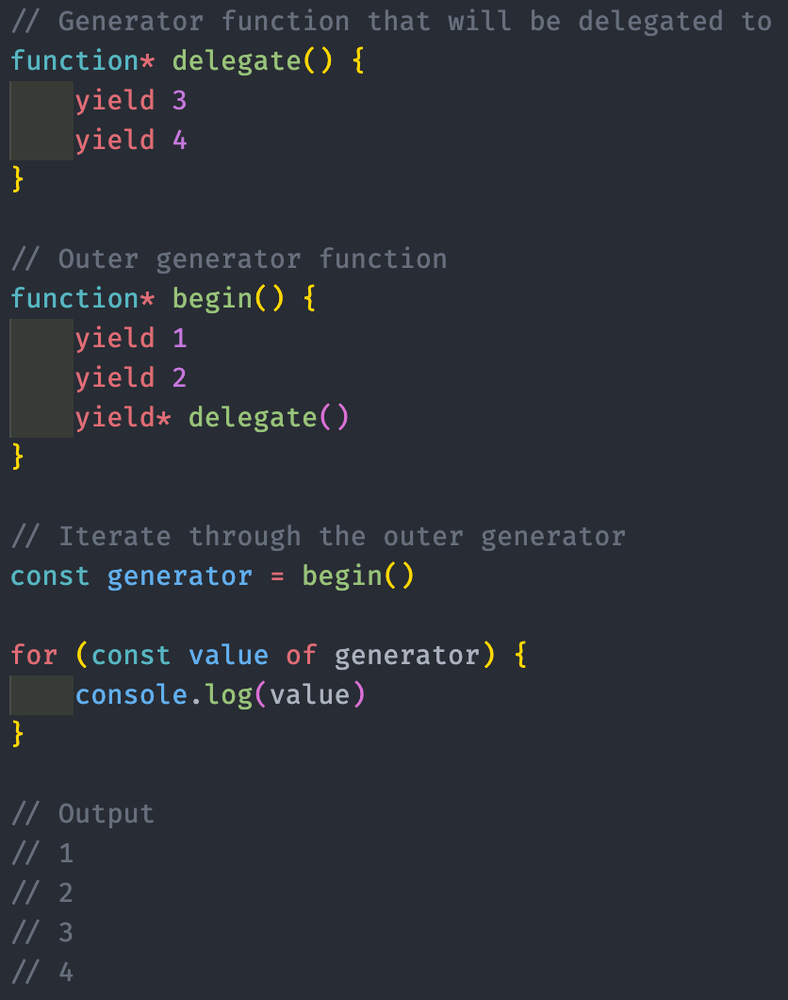 // Generator function that will be delegated to
function* delegate() {
    yield 3
    yield 4
}

// Outer generator function
function* begin() {
    yield 1
    yield 2
    yield* delegate()
}

// Iterate through the outer generator
const generator = begin()

for (const value of generator) {
    console.log(value)
}

// Output
// 1
// 2
// 3
// 4